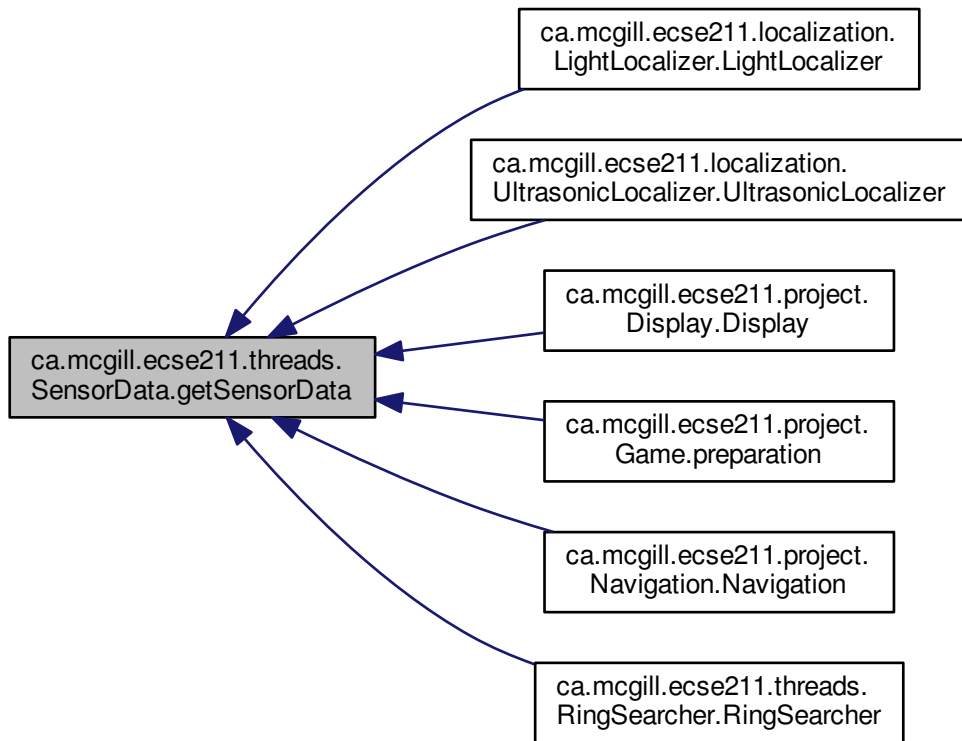 ca.mcgill.ecse211.localization.
LightLocalizer.LightLocalizer
ca.mcgill.ecse211.localization.
UltrasonicLocalizer.UltrasonicLocalizer
ca.mcgill.ecse211.project.
Display.Display
ca.mcgill.ecse211.threads.
SensorData.getSensorData
ca.mcgill.ecse211.project.
Game.preparation
ca.mcgill.ecse211.project.
Navigation.Navigation
ca.mcgill.ecse211.threads.
RingSearcher.RingSearcher